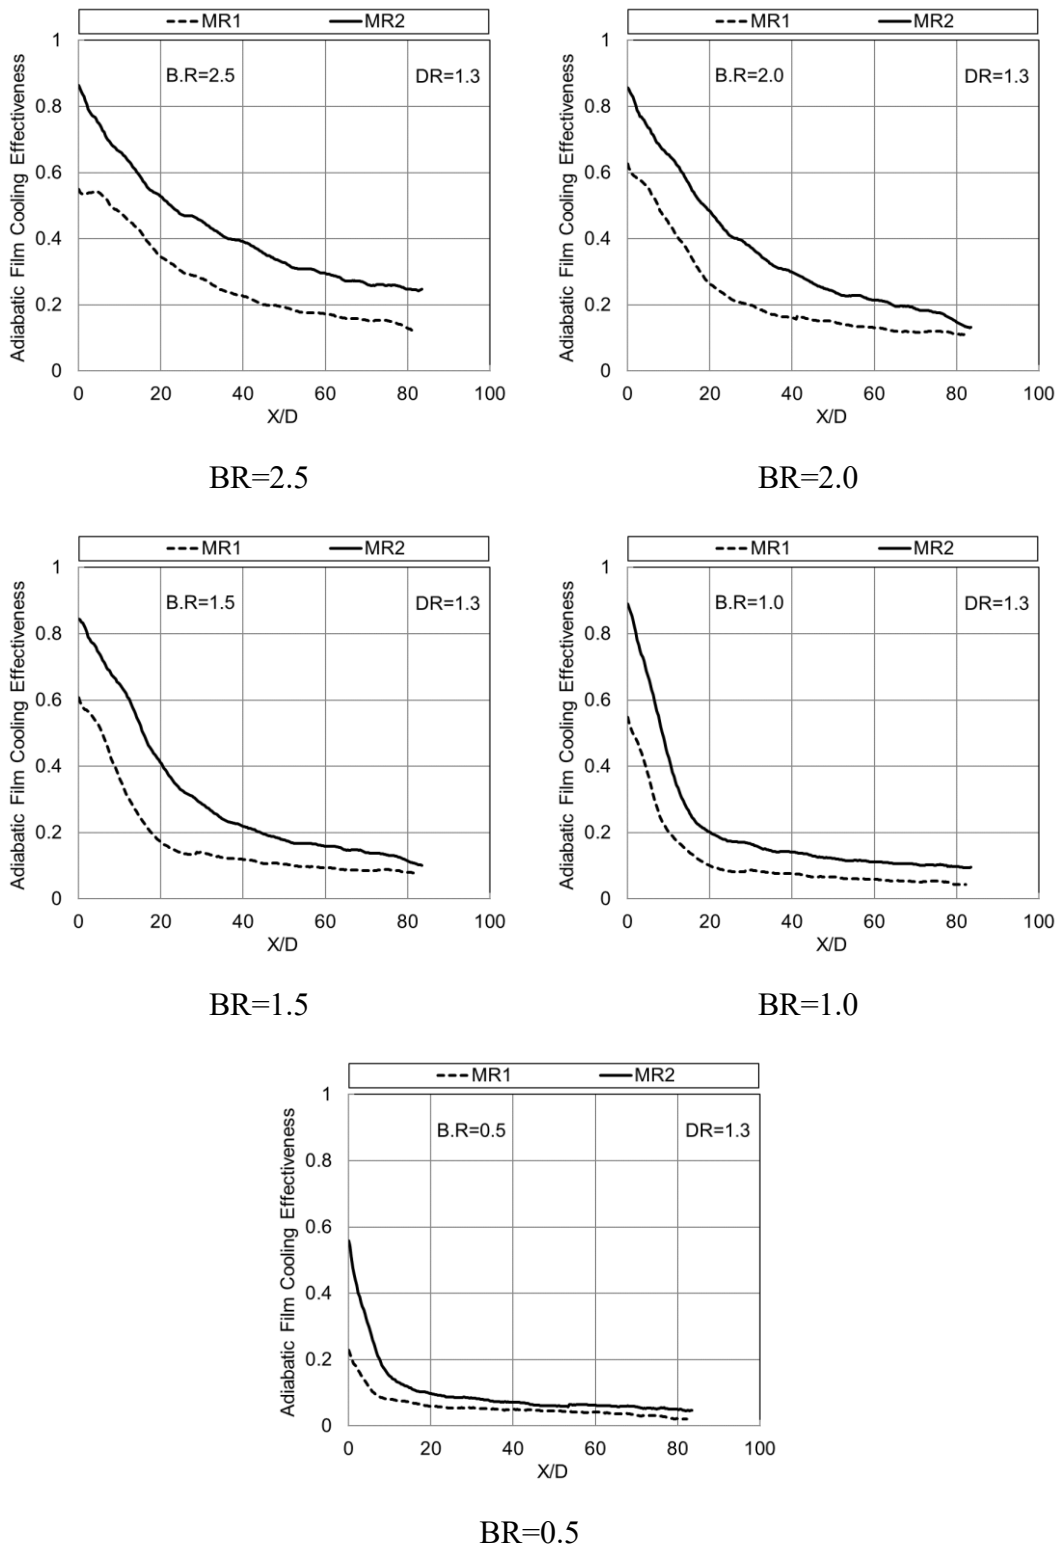 MR1 MR2
B.R=2.5 DR=1.3
Adiabatic Film Cooling Effectiveness
1
0.8
0.6
0.4
0.2
0
0 20 40 60 80 100
X/D
BR=2.5
MR1 MR2
B.R=2.0 DR=1.3
Adiabatic Film Cooling Effectiveness
1
0.8
0.6
0.4
0.2
0
0 20 40 60 80 100
X/D
BR=2.0
MR1 MR2
B.R=1.5 DR=1.3
Adiabatic Film Cooling Effectiveness
1
0.8
0.6
0.4
0.2
0
0 20 40 60 80 100
X/D
BR=1.5
MR1 MR2
B.R=1.0 DR=1.3
Adiabatic Film Cooling Effectiveness
1
0.8
0.6
0.4
0.2
0
0 20 40 60 80 100
X/D
BR=1.0
MR1 MR2
B.R=0.5 DR=1.3
Adiabatic Film Cooling Effectiveness
1
0.8
0.6
0.4
0.2
0
0 20 40 60 80 100
X/D
BR=0.5